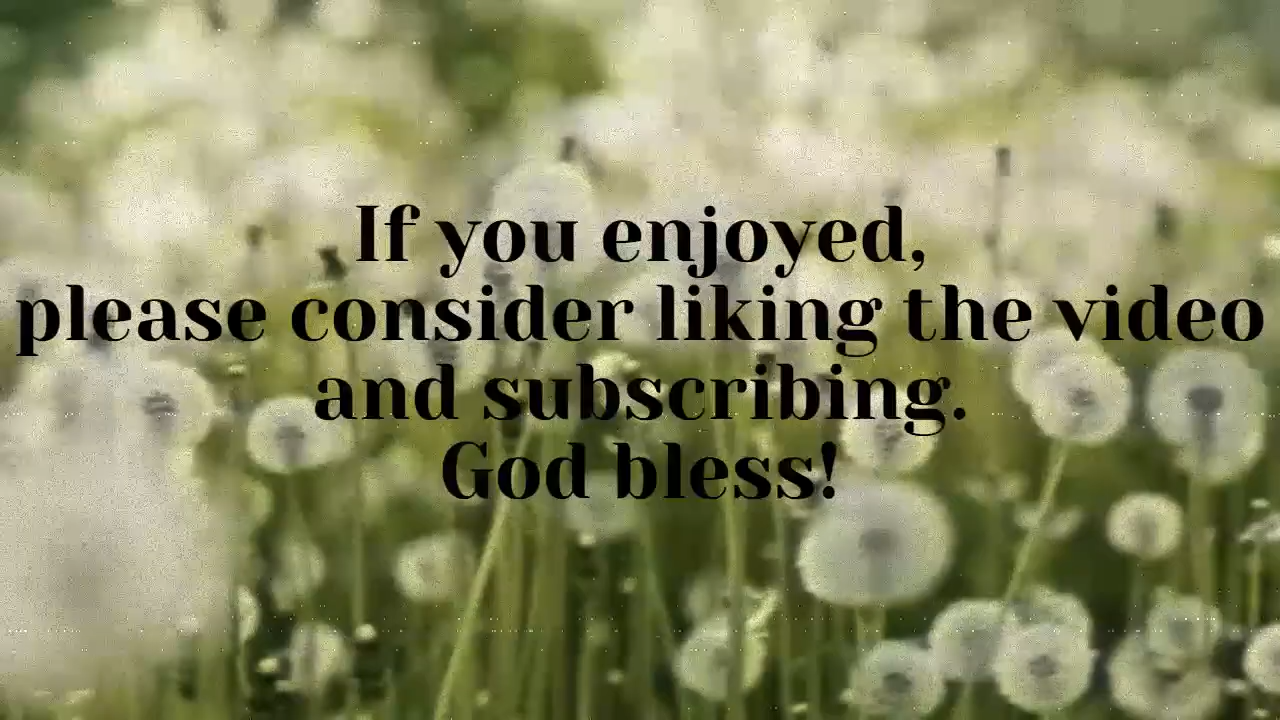 If you enjoyed,
please consider liking the video
and subscribing.
God bless!